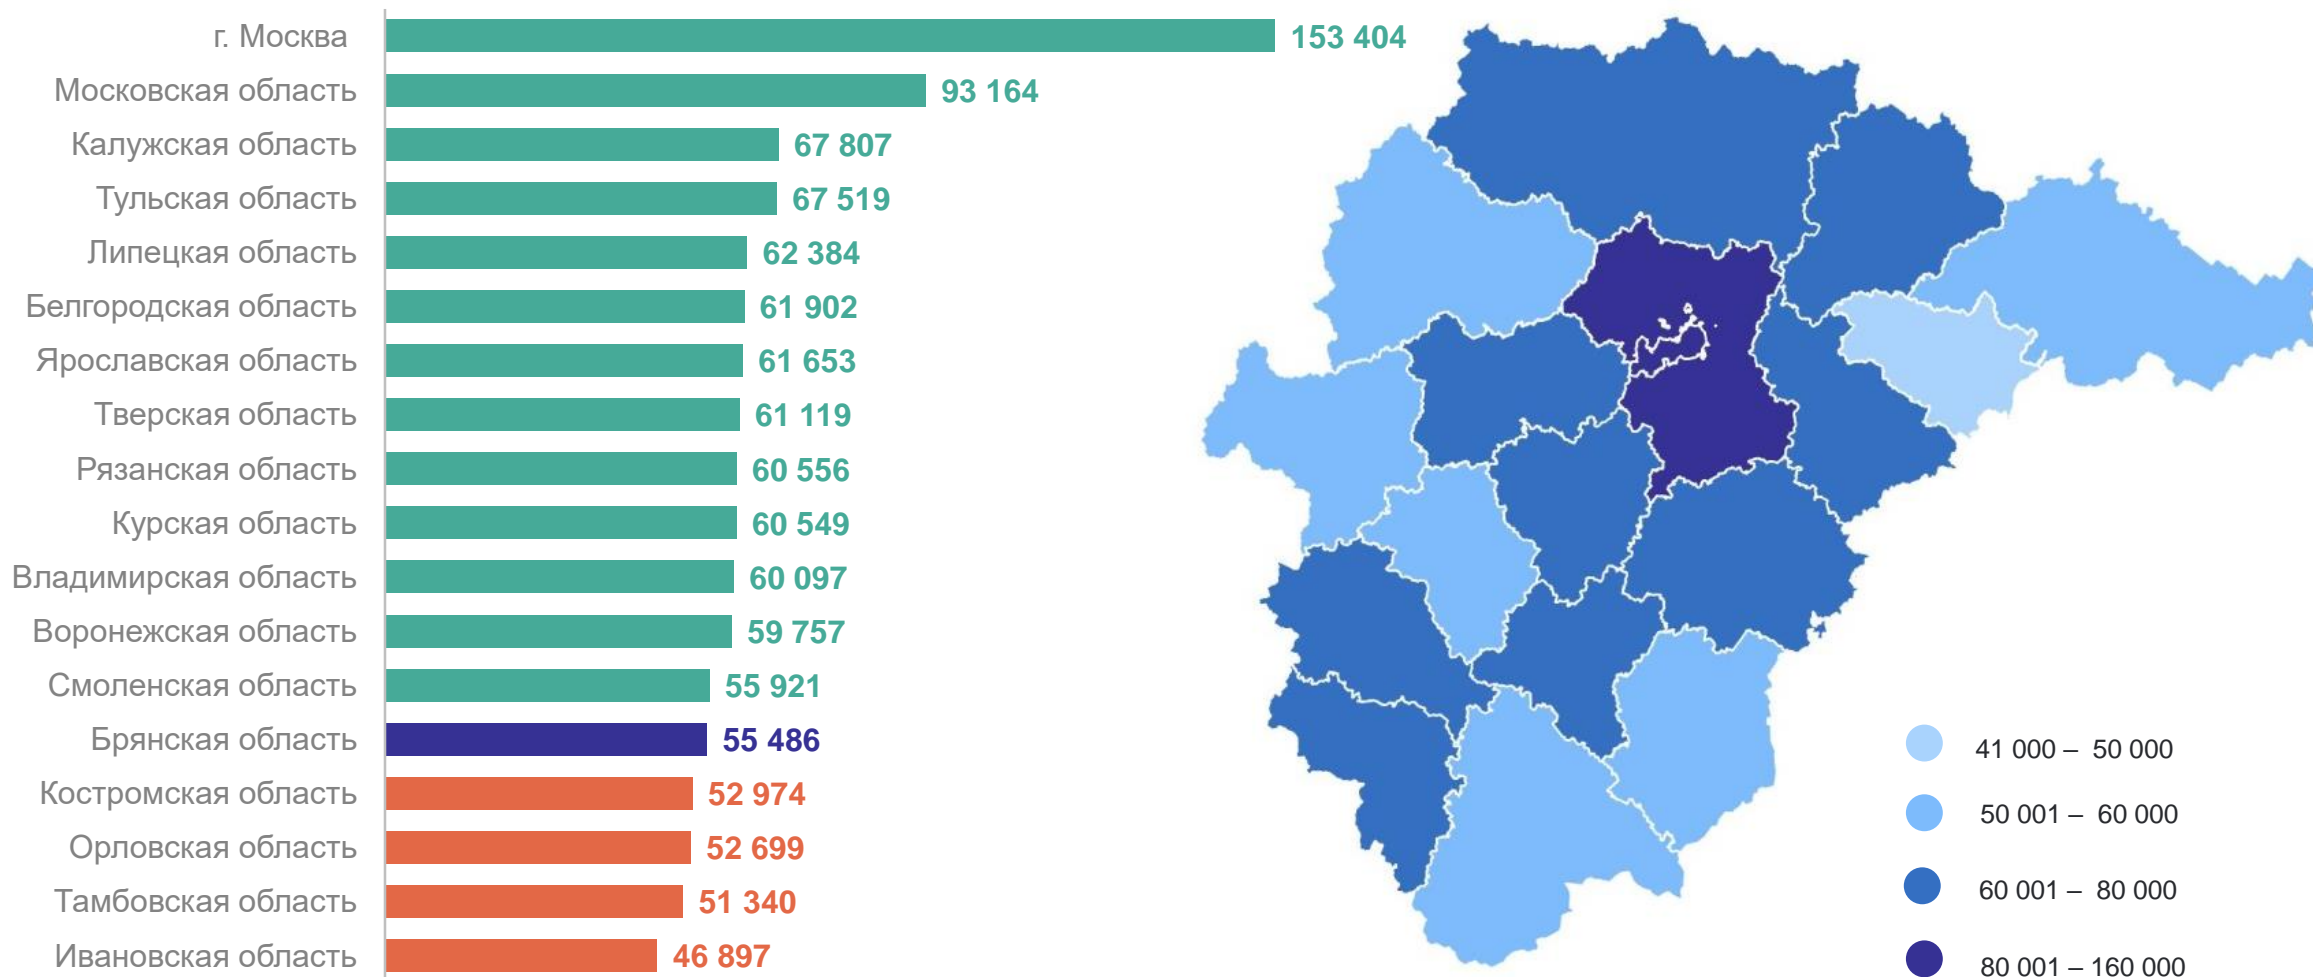 г. Москва 153 404
Московская область 93 164
Калужская область 67 807
Тульская область 67 519
Липецкая область 62 384
Белгородская область 61 902
Ярославская область 61 653
Тверская область 61 119
Рязанская область 60 556
Курская область 60 549
Владимирская область 60 097
Воронежская область 59 757
Смоленская область 55 921
Брянская область 55 486
Костромская область 52 974
Орловская область 52 699
Тамбовская область 51 340
Ивановская область 46 897
41 000 – 50 000
50 001 – 60 000
60 001 – 80 000
80 001 – 160 000